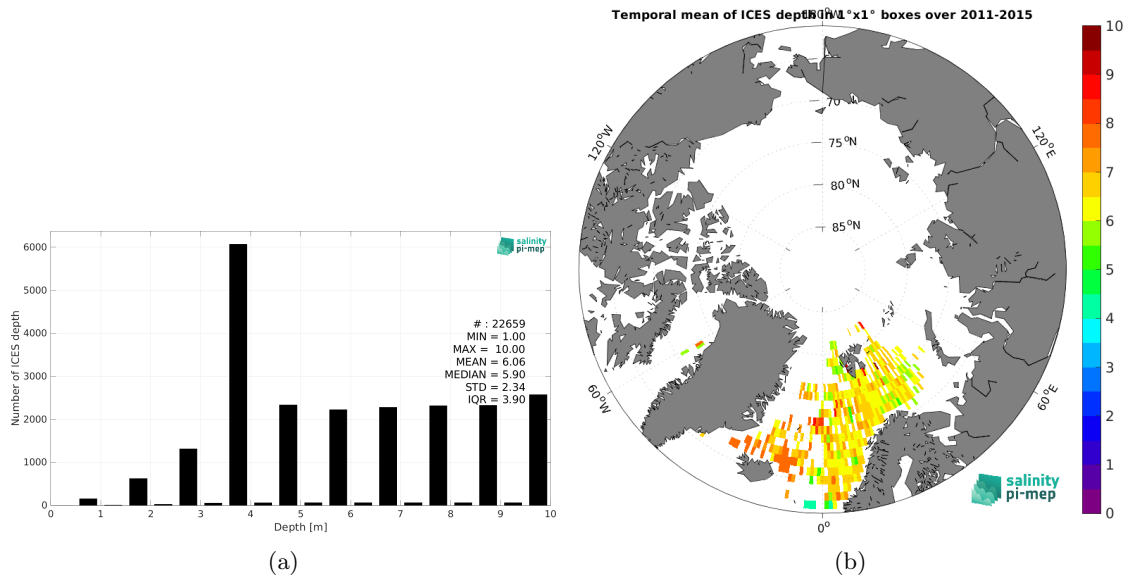 Temporal mean of ICES depth in 1°x1° boxes over 2011-2015
180°W
10
9
8
7
6
5
4
3
2
1
0
120°W
120°E
60°W
60°E
0°
70
75°N
80°N
85°N
salinity
pi-mep
6000
5000
4000
3000
2000
1000
0
Number of ICES depth
salinity
pi-mep
# : 22659
MIN = 1.00
MAX = 10.00
MEAN = 6.06
MEDIAN = 5.90
STD = 2.34
IQR = 3.90
0 1 2 3 4 5 6 7 8 9 10
Depth [m]
(a)
(b)